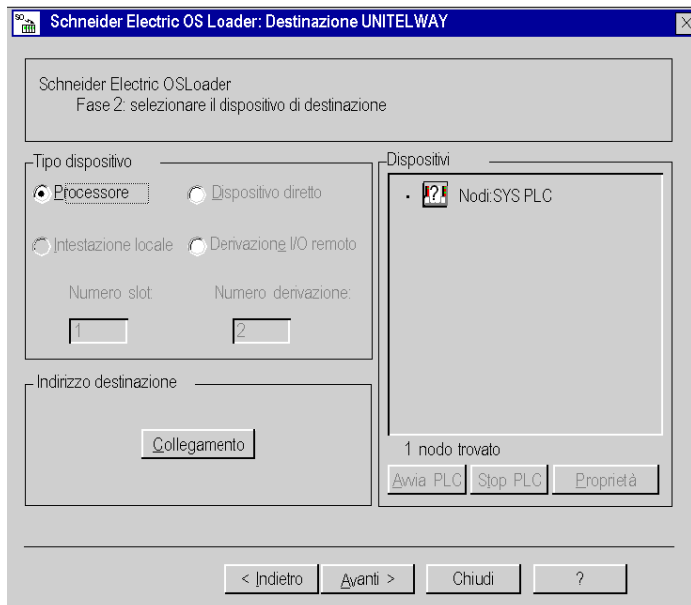 Schneider Electric OS Loader: Destinazione UNITELWAY
Schneider Electric OSLoader
Fase 2: selezionare il dispositivo di destinazione
Tipo dispositivo
Processore
Dispositivo diretto
Intestazione locale
Derivazione I/O remoto
Numero slot:
Numero derivazione:
1
2
Indirizzo destinazione
Collegamento
Dispositivi
Nodi:SYS PLC
1 nodo trovato
Avvia PLC
Stop PLC
Proprietà
< Indietro
Avanti >
Chiudi
?